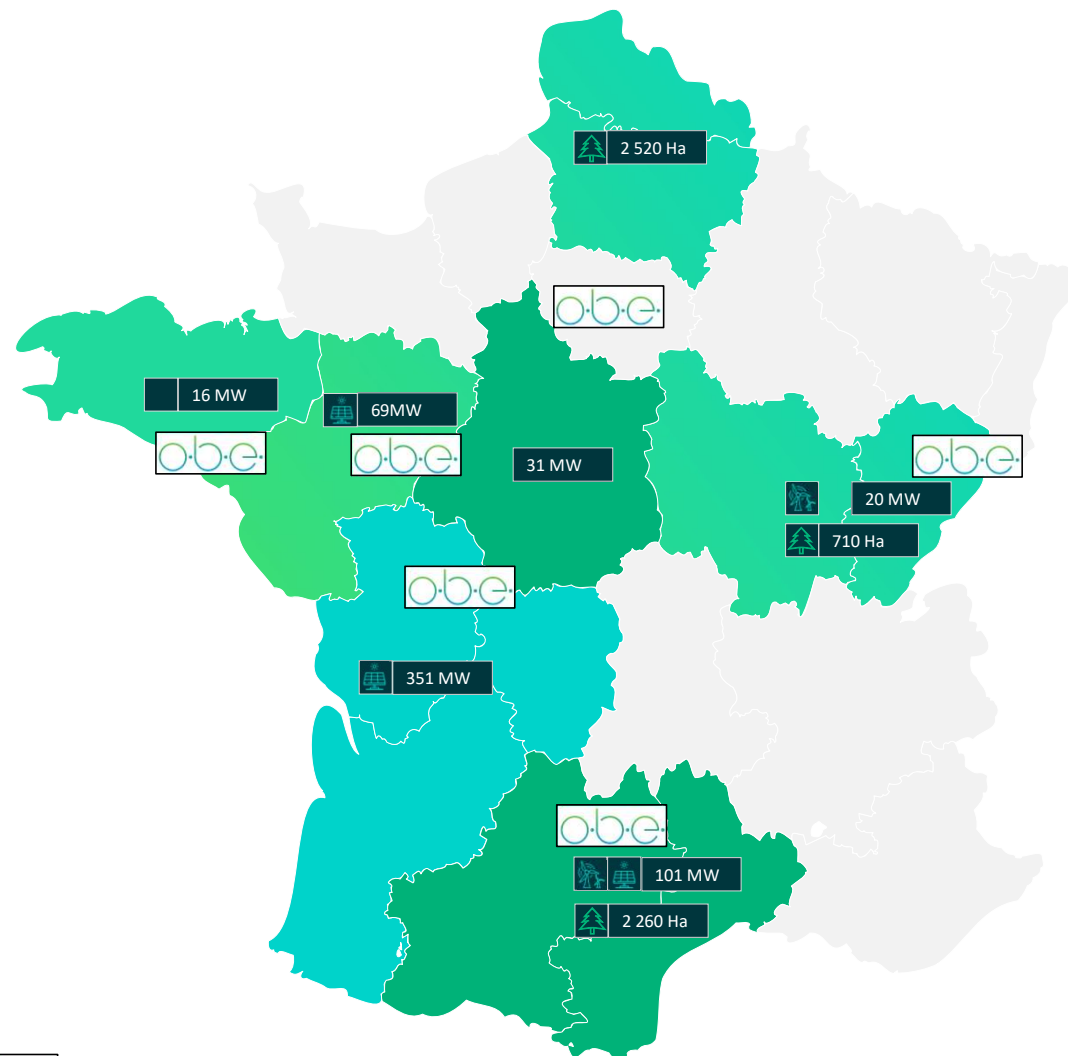 2 520 Ha
o.b.e.
16 MW
69MW
o.b.e.
o.b.e.
o.b.e.
31 MW
20 MW
710 Ha
o.b.e.
351 MW
o.b.e.
101 MW
2 260 Ha